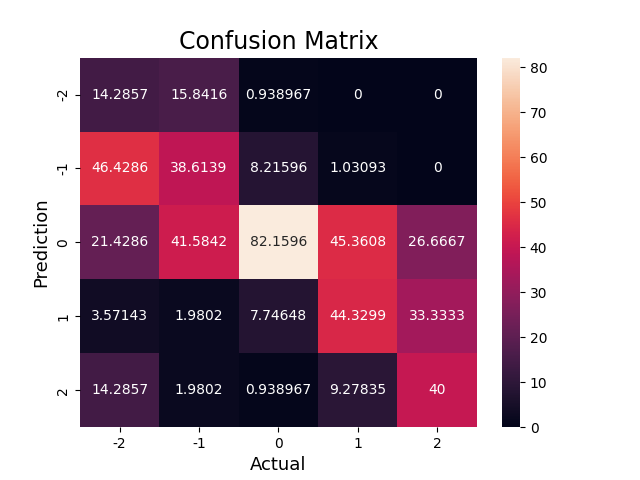 Confusion Matrix
Prediction
-2 14.2857 15.8416 0.938967 0 0
-1 46.4286 38.6139 8.21596 1.03093 0
0 21.4286 41.5842 82.1596 45.3608 26.6667
1 3.57143 1.9802 7.74648 44.3299 33.3333
2 14.2857 1.9802 0.938967 9.27835 40
-2 -1 0 1 2
Actual
80
70
60
50
40
30
20
10
0